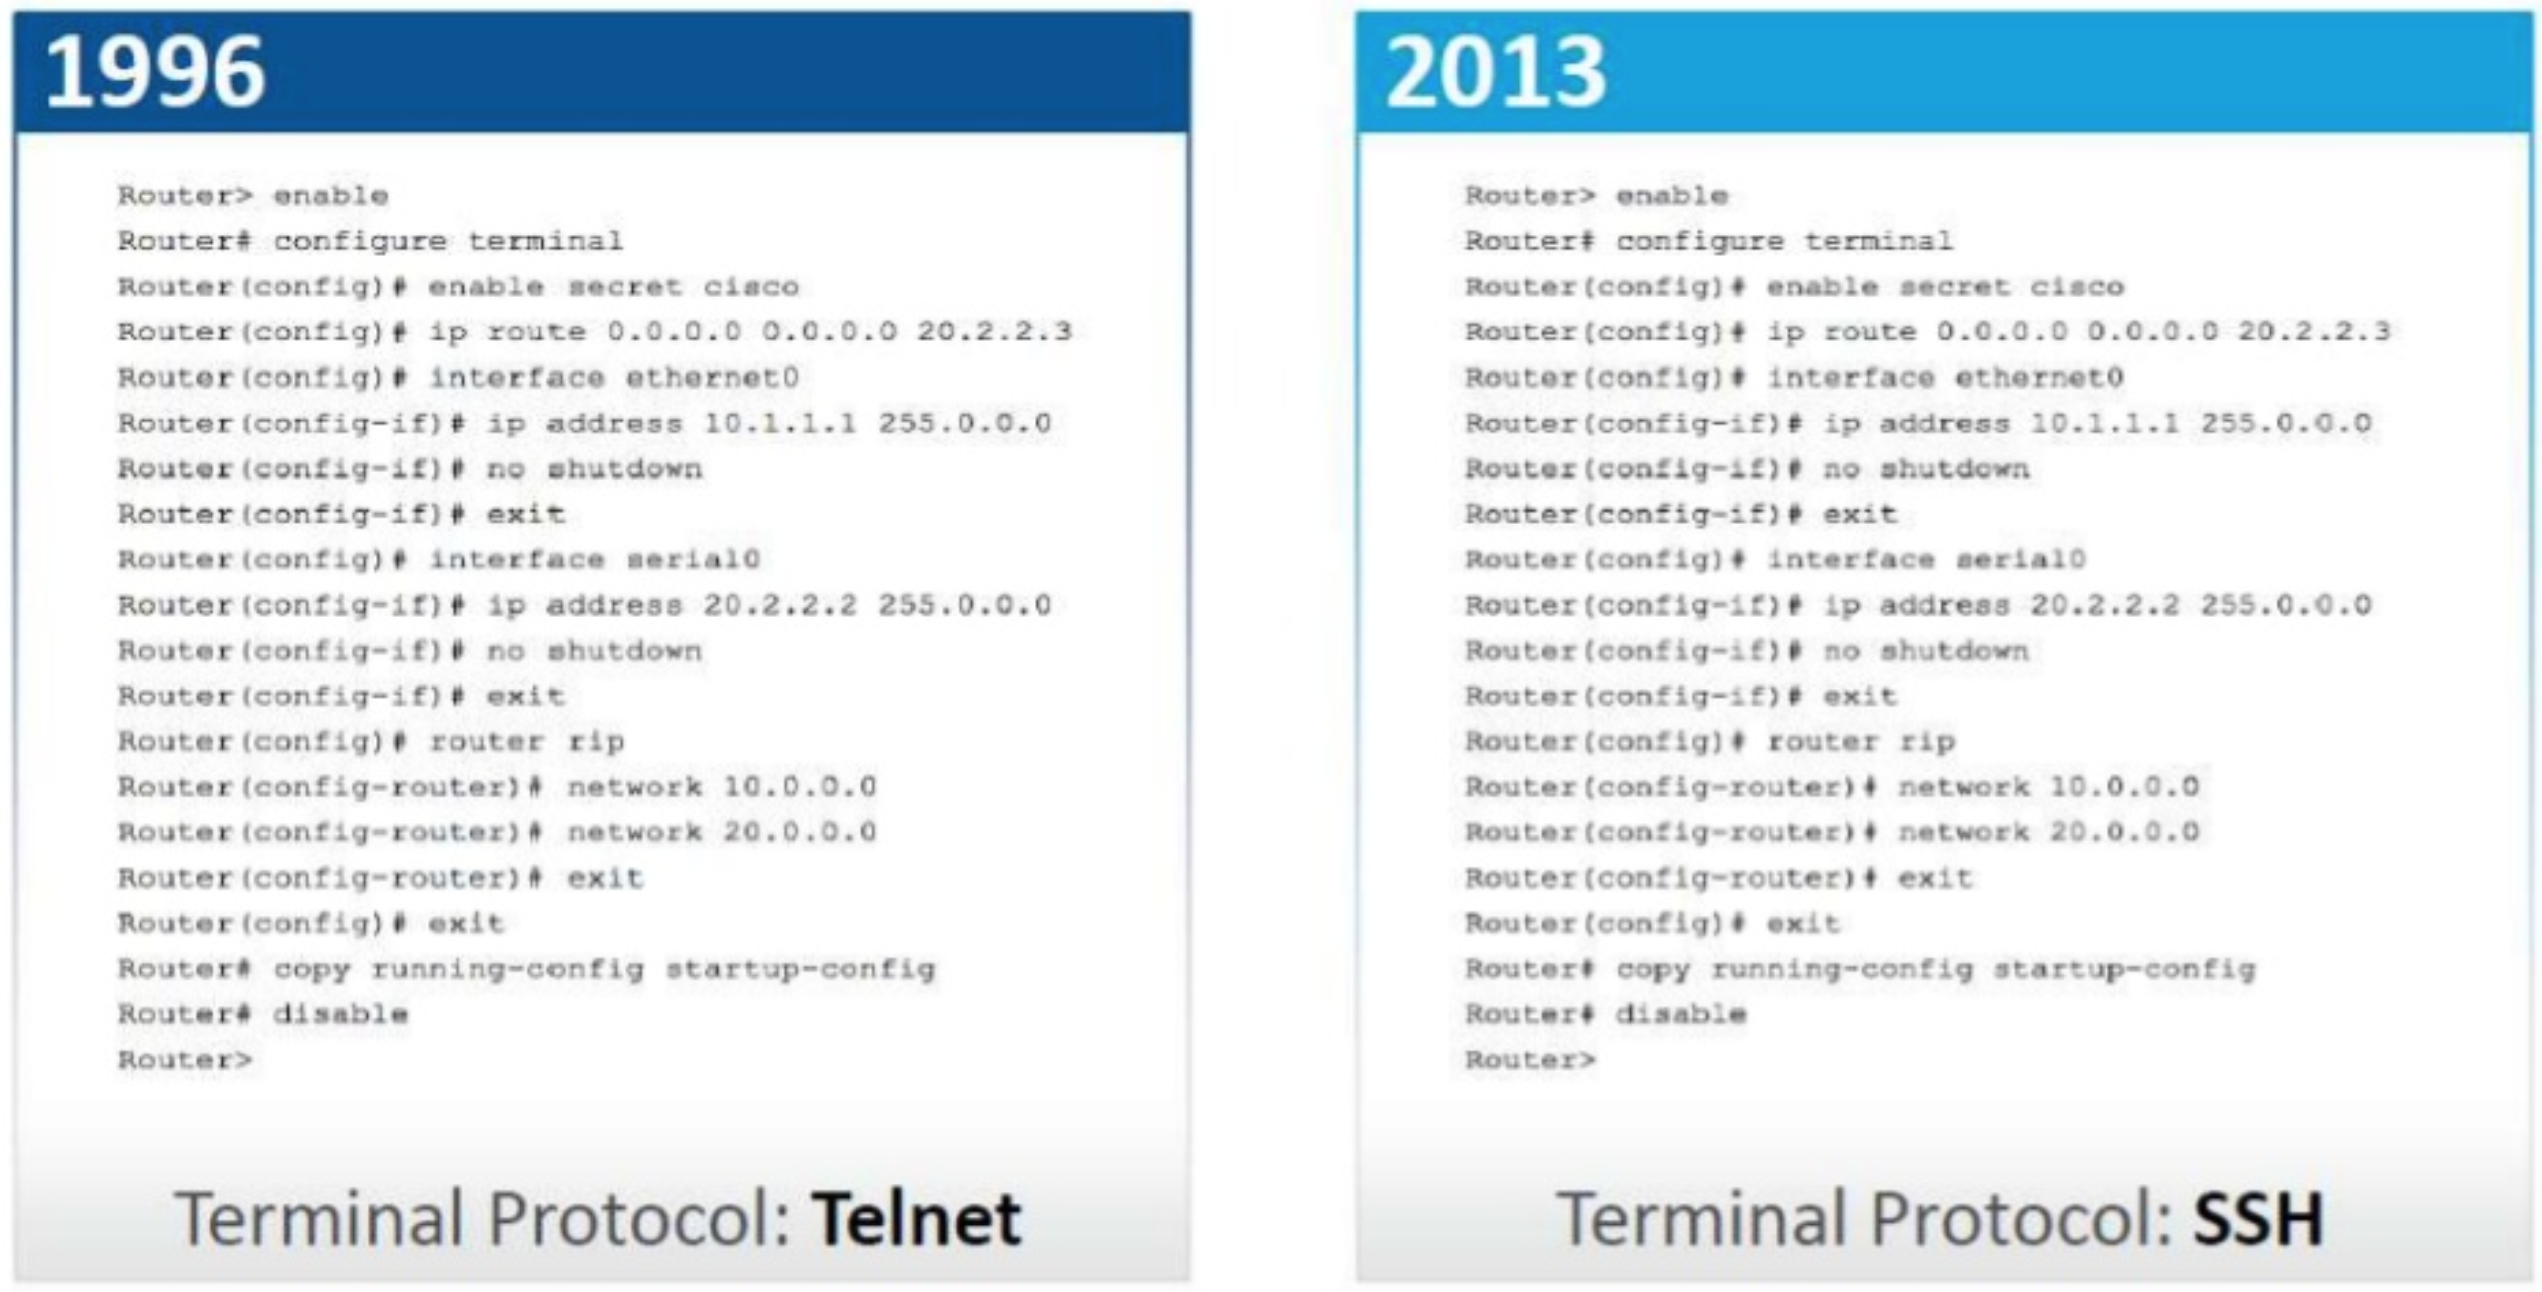 1996
Router> enable
Router# configure terminal
Router(config)# enable secret cisco
Router(config)# ip route 0.0.0.0 0.0.0.0 20.2.2.3
Router(config)# interface ethernet0
Router(config-if)# ip address 10.1.1.1 255.0.0.0
Router(config-if)# no shutdown
Router(config-if)# exit
Router(config)# interface serial0
Router(config-if)# ip address 20.2.2.2 255.0.0.0
Router(config-if)# no shutdown
Router(config-if)# exit
Router(config)# router rip
Router(config-router)# network 10.0.0.0
Router(config-router)# network 20.0.0.0
Router(config-router)# exit
Router(config)# exit
Router# copy running-config startup-config
Router# disable
Router>
Terminal Protocol: Telnet
2013
Router> enable
Router# configure terminal
Router(config)# enable secret cisco
Router(config)# ip route 0.0.0.0 0.0.0.0 20.2.2.3
Router(config)# interface ethernet0
Router(config-if)# ip address 10.1.1.1 255.0.0.0
Router(config-if)# no shutdown
Router(config-if)# exit
Router(config)# interface serial0
Router(config-if)# ip address 20.2.2.2 255.0.0.0
Router(config-if)# no shutdown
Router(config-if)# exit
Router(config)# router rip
Router(config-router)# network 10.0.0.0
Router(config-router)# network 20.0.0.0
Router(config-router)# exit
Router(config)# exit
Router# copy running-config startup-config
Router# disable
Router>
Terminal Protocol: SSH